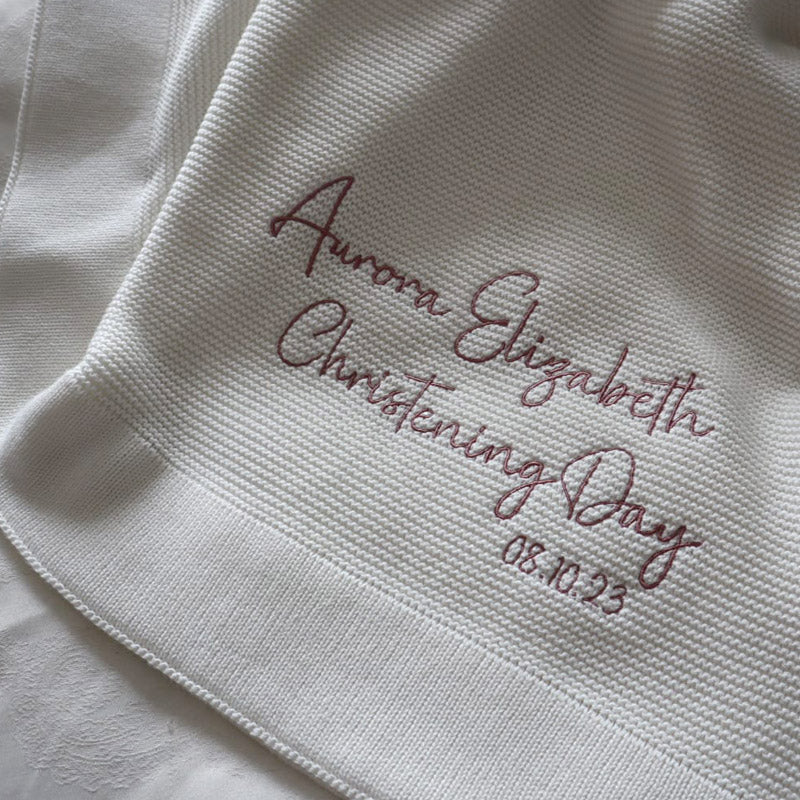 Aurora Elizabeth
Christening Day
08.10.23